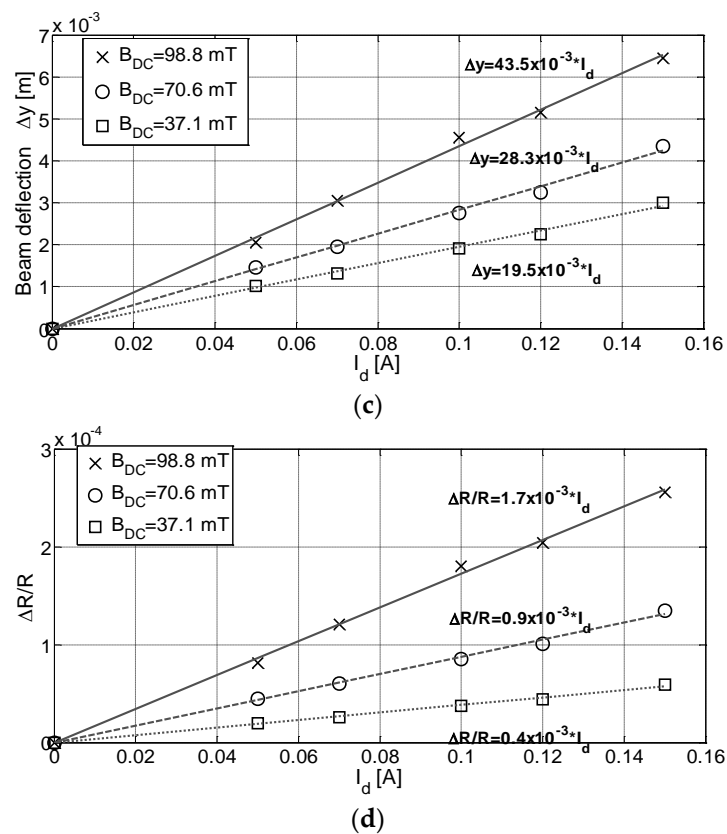 x 10⁻³
7
6
5
4
3
2
1
0
Beam deflection Δy [m]
B_DC=98.8 mT
B_DC=70.6 mT
B_DC=37.1 mT
Δy=43.5x10⁻³*I_d
Δy=28.3x10⁻³*I_d
Δy=19.5x10⁻³*I_d
0 0.02 0.04 0.06 0.08 0.1 0.12 0.14 0.16
I_d [A]
(c)
x 10⁻⁴
3
2
1
0
ΔR/R
B_DC=98.8 mT
B_DC=70.6 mT
B_DC=37.1 mT
ΔR/R=1.7x10⁻³*I_d
ΔR/R=0.9x10⁻³*I_d
ΔR/R=0.4x10⁻³*I_d
0 0.02 0.04 0.06 0.08 0.1 0.12 0.14 0.16
I_d [A]
(d)